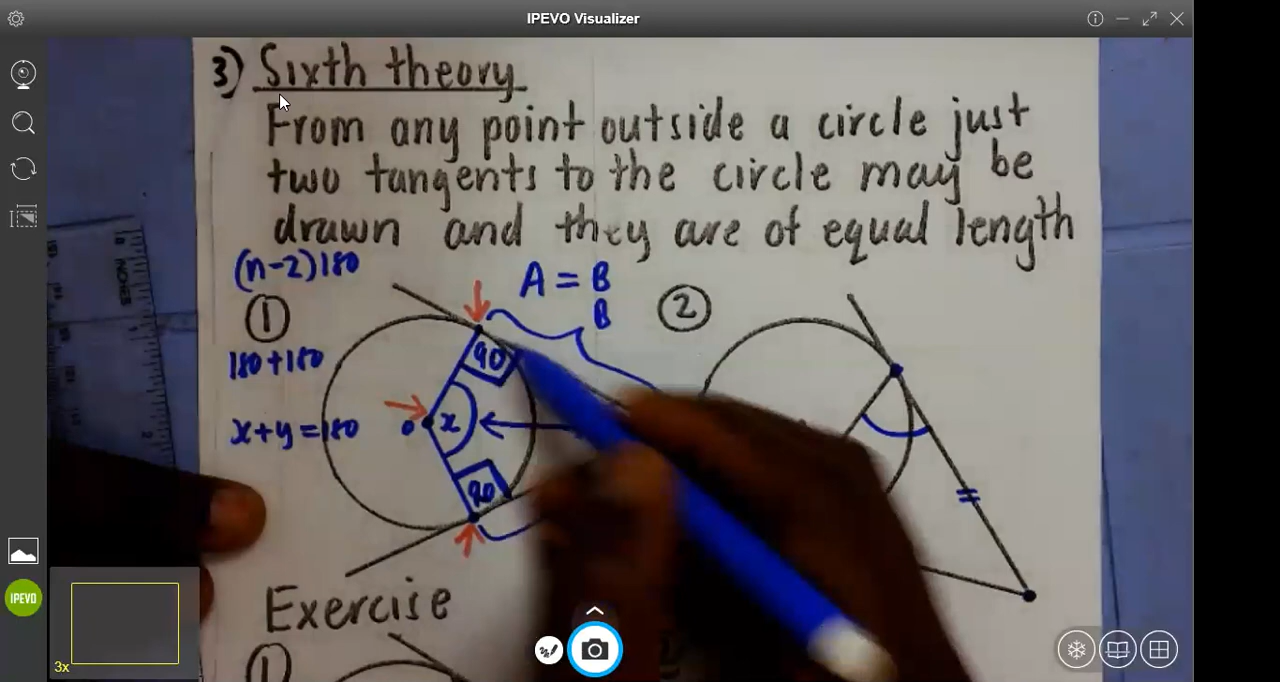 IPEVO Visualizer
3) Sixth theory
From any point outside a circle just
two tangents to the circle may be
drawn and they are of equal length
(n-2)180
A = B
B
①
②
180+180
90
x+y=180
o
x
90
Exercise
①
3x
IPEVO